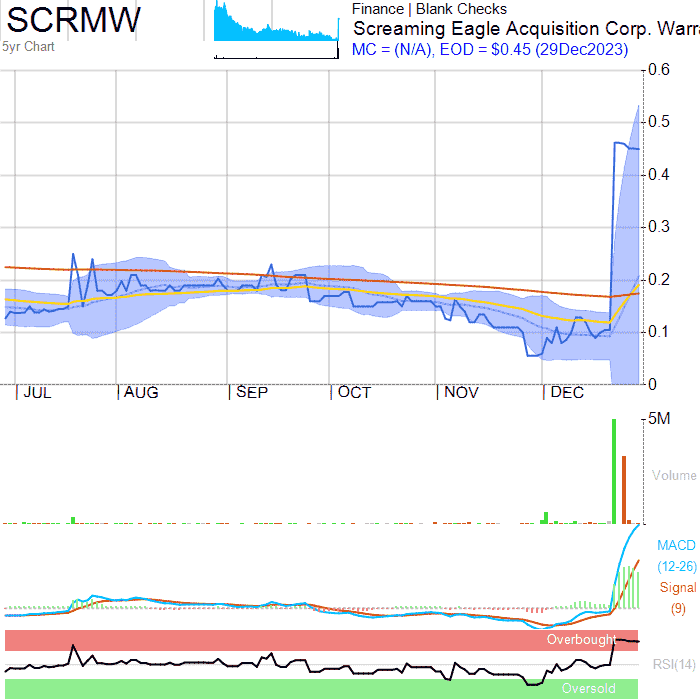 SCRMW
5yr Chart
Finance | Blank Checks
Screaming Eagle Acquisition Corp. Warra
MC = (N/A), EOD = $0.45 (29Dec2023)
0.6
0.5
0.4
0.3
0.2
0.1
0
JUL AUG SEP OCT NOV DEC
5M
Volume
MACD
(12-26)
Signal
(9)
Overbought
RSI(14)
Oversold